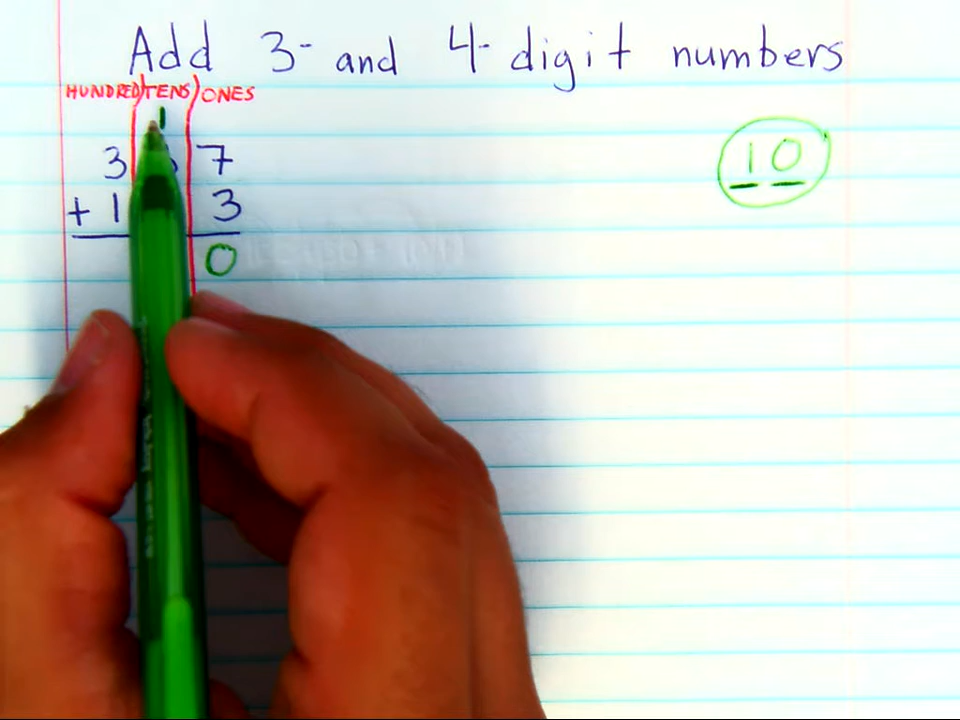 Add 3- and 4-digit numbers
HUNDRED TENS ONES
1
3 7
+ 1 3
0
10